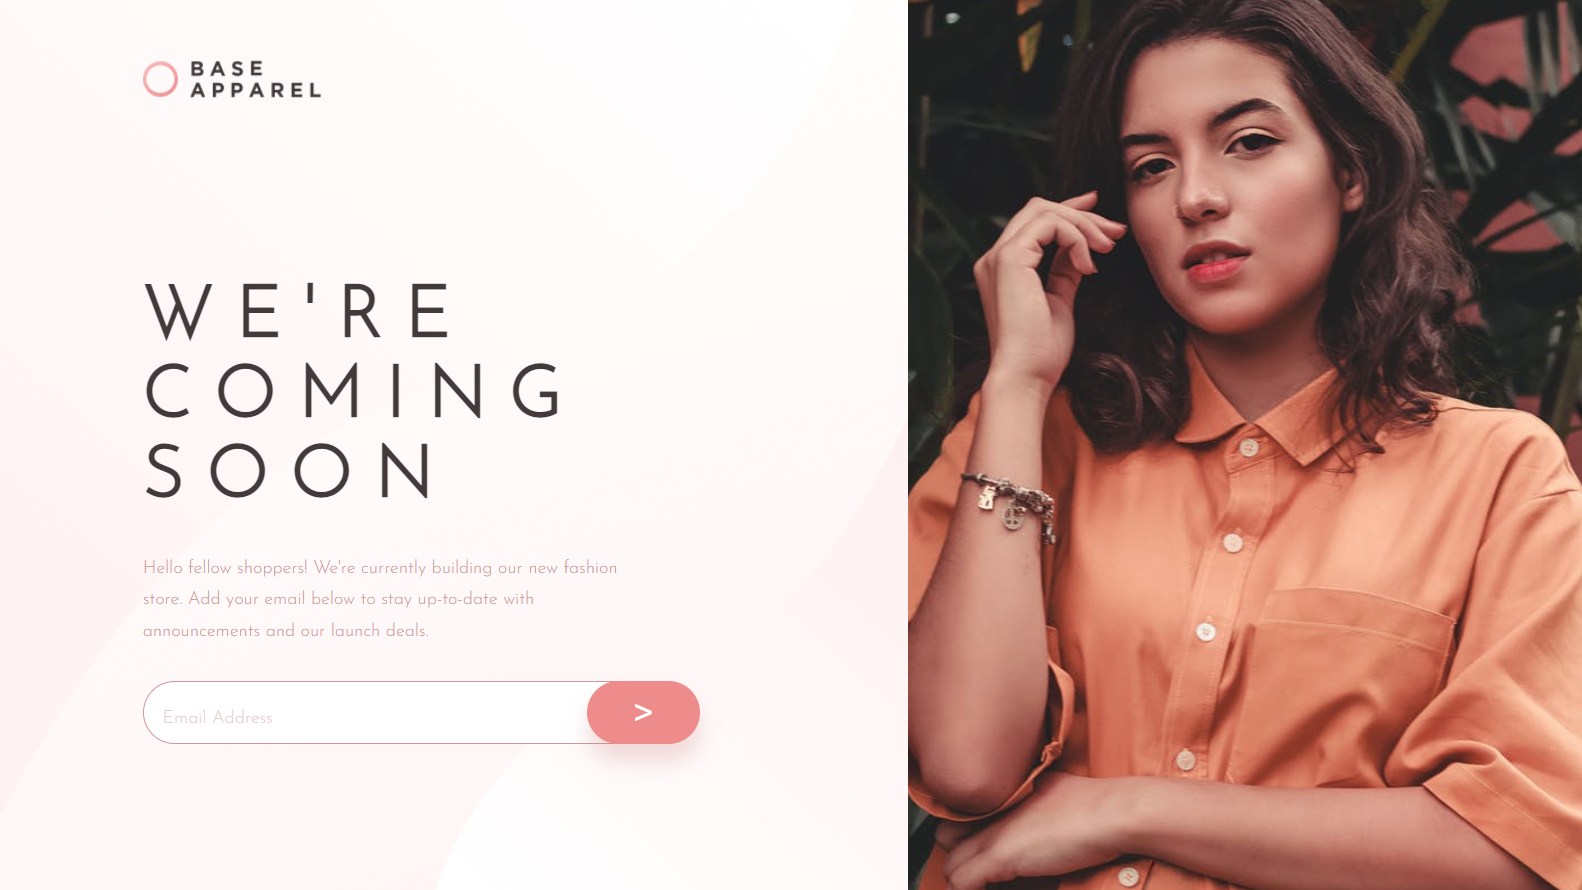 BASE
APPAREL
WE'RE
COMING
SOON
Hello fellow shoppers! We're currently building our new fashion
store. Add your email below to stay up-to-date with
announcements and our launch deals.
Email Address
>